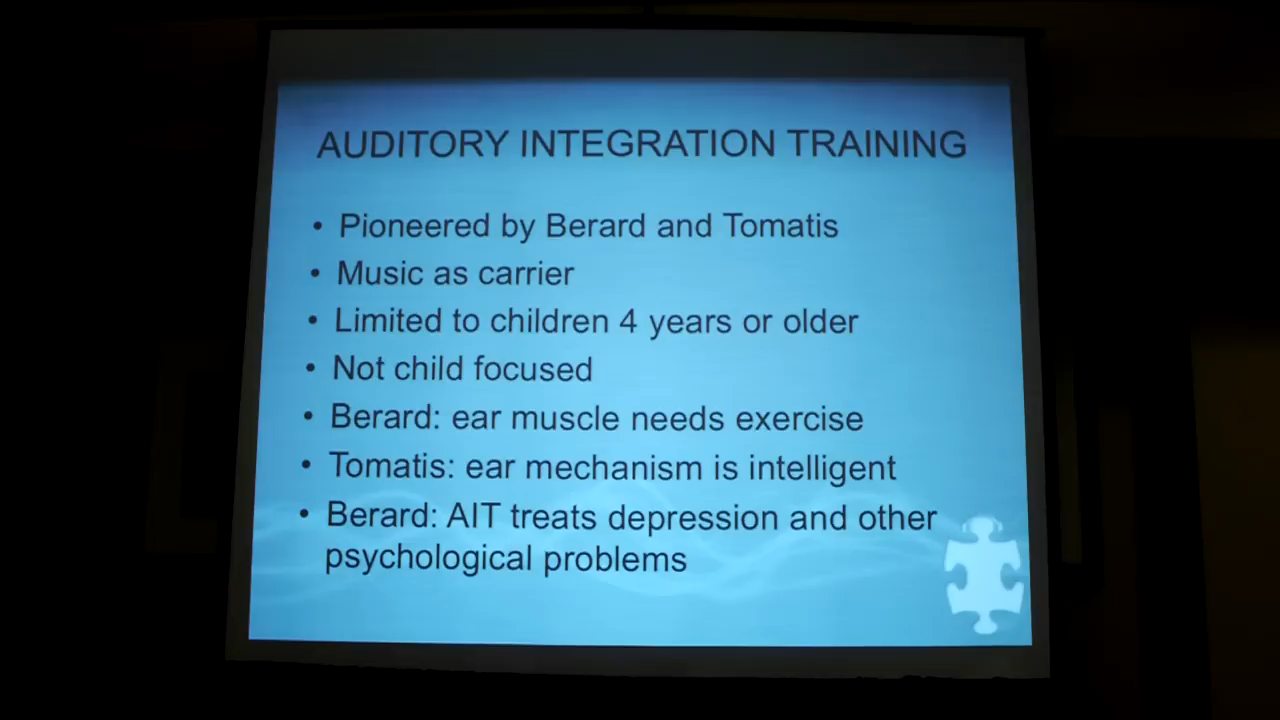 AUDITORY INTEGRATION TRAINING
• Pioneered by Berard and Tomatis
• Music as carrier
• Limited to children 4 years or older
• Not child focused
• Berard: ear muscle needs exercise
• Tomatis: ear mechanism is intelligent
• Berard: AIT treats depression and other
psychological problems